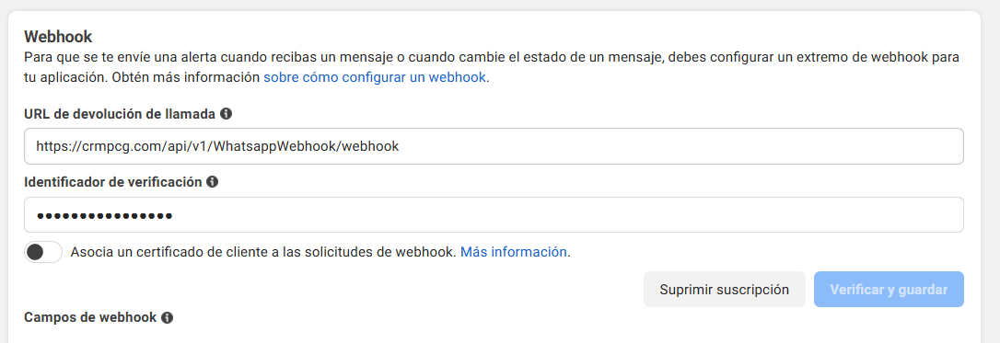 Webhook
Para que se te envíe una alerta cuando recibas un mensaje o cuando cambie el estado de un mensaje, debes configurar un extremo de webhook para
tu aplicación. Obtén más información sobre cómo configurar un webhook.
URL de devolución de llamada
https://crmpcg.com/api/v1/WhatsappWebhook/webhook
Identificador de verificación
••••••••••••••••
Asocia un certificado de cliente a las solicitudes de webhook. Más información.
Suprimir suscripción
Verificar y guardar
Campos de webhook